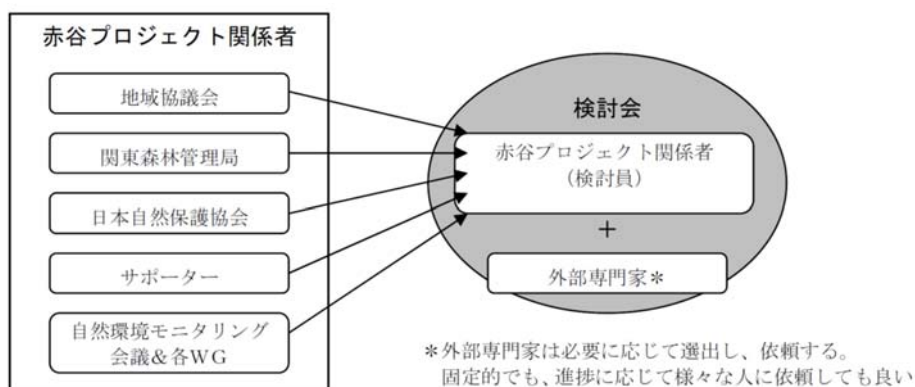 赤谷プロジェクト関係者
地域協議会
関東森林管理局
日本自然保護協会
サポーター
自然環境モニタリング
会議&各WG
検討会
赤谷プロジェクト関係者
(検討員)
+
外部専門家*
*外部専門家は必要に応じて選出し、依頼する。
固定的でも、進捗に応じて様々な人に依頼しても良い